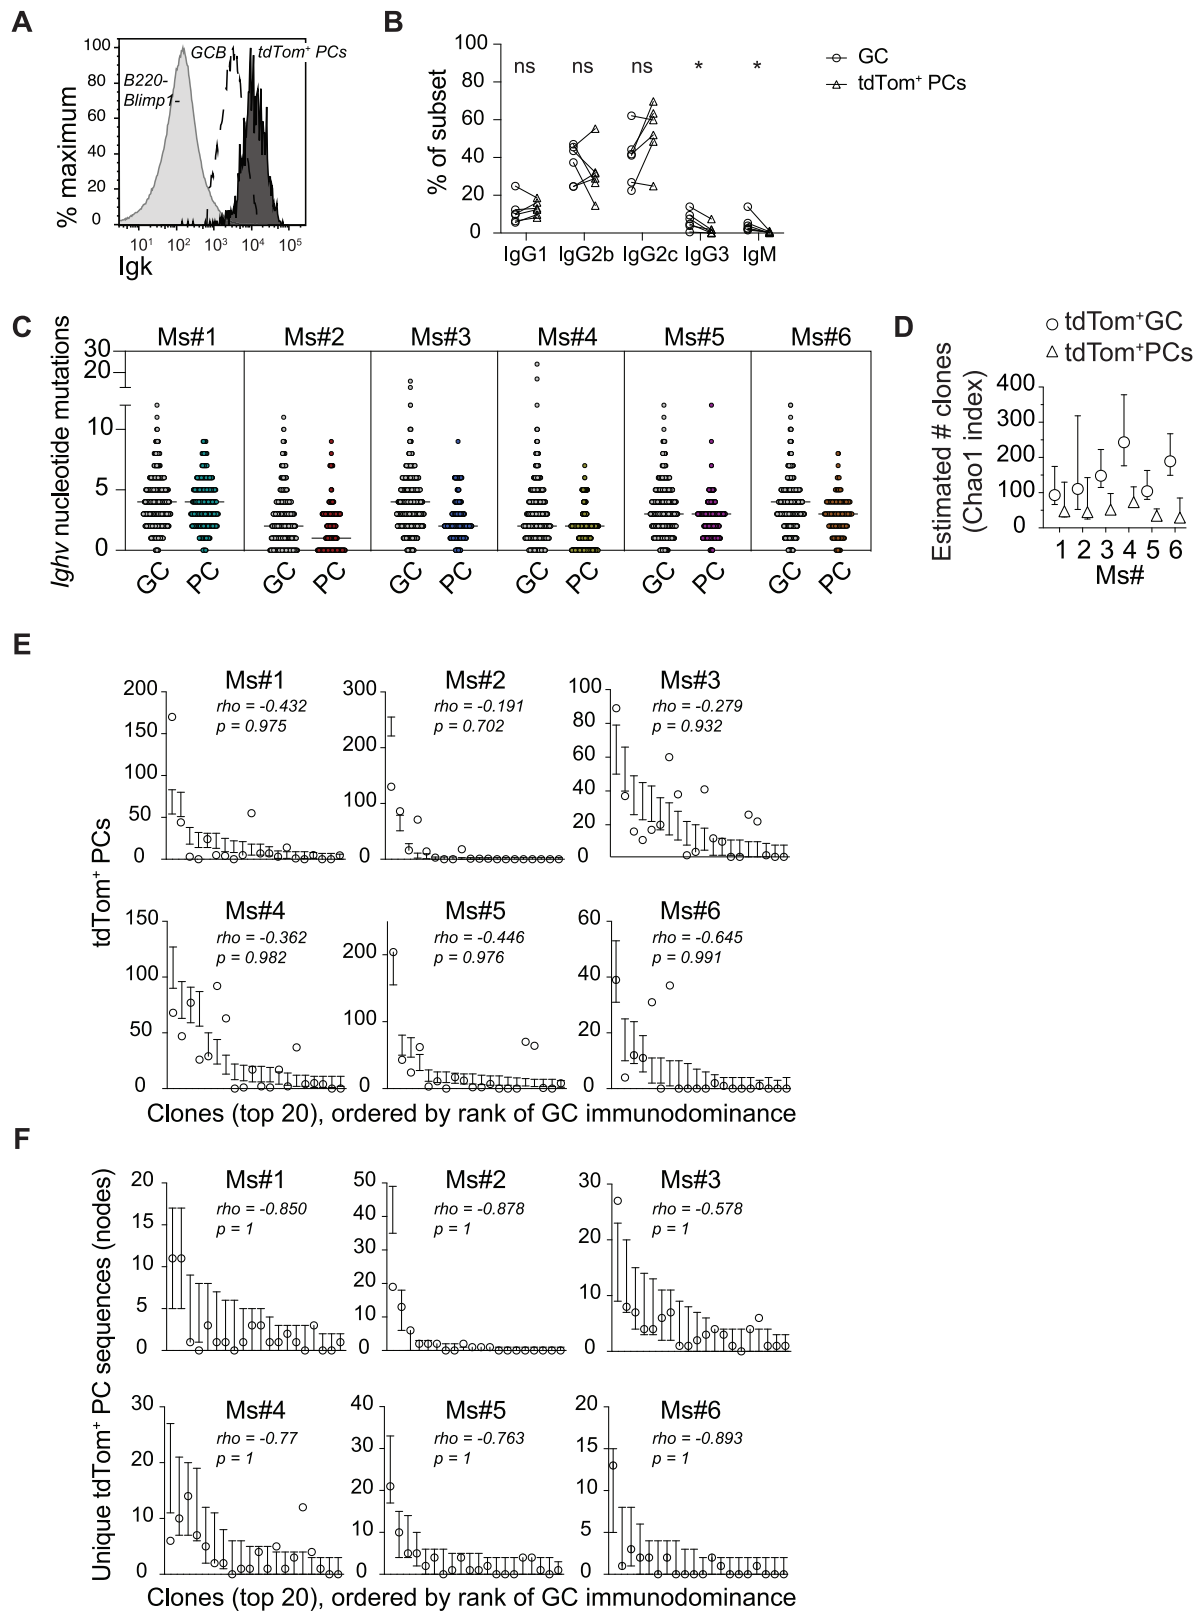 A
% maximum
100
80
60
40
20
0
GCB
tdTom⁺ PCs
B220-
Blimp1-
10¹ 10² 10³ 10⁴ 10⁵
Igk
B
% of subset
100
80
60
40
20
0
ns ns ns * *
GC
tdTom⁺ PCs
IgG1 IgG2b IgG2c IgG3 IgM
C
Ighv nucleotide mutations
Ms#1 Ms#2 Ms#3 Ms#4 Ms#5 Ms#6
30
20
10
5
0
GC PC GC PC GC PC GC PC GC PC GC PC
D
tdTom⁺GC
tdTom⁺PCs
Estimated # clones
(Chao1 index)
400
300
200
100
0
1 2 3 4 5 6
Ms#
E
tdTom⁺ PCs
Ms#1
rho = -0.432
p = 0.975
200
150
100
50
0
Ms#2
rho = -0.191
p = 0.702
300
200
100
0
Ms#3
rho = -0.279
p = 0.932
100
80
60
40
20
0
Ms#4
rho = -0.362
p = 0.982
150
100
50
0
Ms#5
rho = -0.446
p = 0.976
200
100
0
Ms#6
rho = -0.645
p = 0.991
60
40
20
0
Clones (top 20), ordered by rank of GC immunodominance
F
Unique tdTom⁺ PC sequences (nodes)
Ms#1
rho = -0.850
p = 1
20
15
10
5
0
Ms#2
rho = -0.878
p = 1
50
40
30
20
10
0
Ms#3
rho = -0.578
p = 1
30
20
10
0
Ms#4
rho = -0.77
p = 1
30
20
10
0
Ms#5
rho = -0.763
p = 1
40
30
20
10
0
Ms#6
rho = -0.893
p = 1
20
15
10
5
0
Clones (top 20), ordered by rank of GC immunodominance